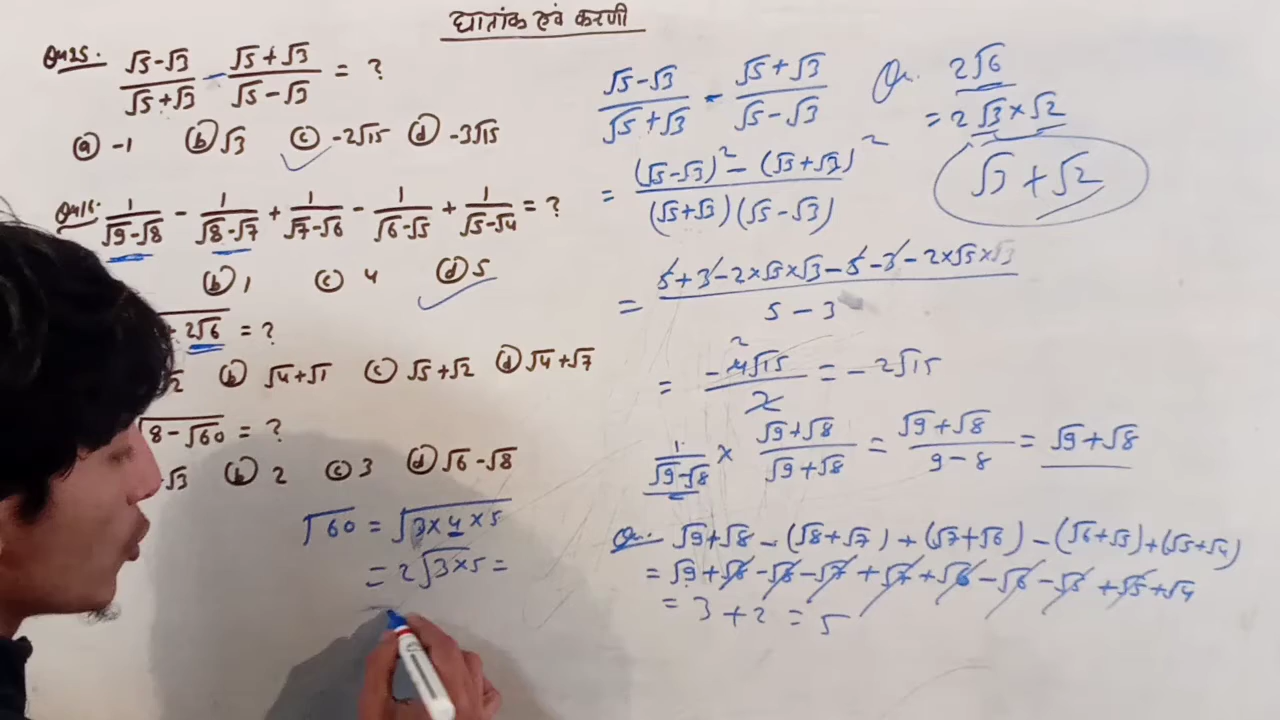 घातांक एवं करणी
Qu25. (√5-√3)/(√5+√3) - (√5+√3)/(√5-√3) = ?
(a) -1 (b) √3 (c) -2√15 (d) -3√15
1/(√9-√8) - 1/(√8-√7) + 1/(√7-√6) - 1/(√6-√5) + 1/(√5-√4) = ?
(b) 1 (c) 4 (d) 5
+ 2√6 = ?
√2 (b) √4+√1 (c) √5+√2 (d) √4+√7
√(8-√60) = ?
-√3 (b) 2 (c) 3 (d) √6-√8
√60 = √(3×4×5)
= 2√(3×5) =
(√5-√3)/(√5+√3) - (√5+√3)/(√5-√3)
= ((√5-√3)² - (√5+√3)²)/((√5+√3)(√5-√3))
= (5+3-2×√5×√3-5-3-2×√5×√3)/(5-3)
= -4√15/2 = -2√15
2
1/(√9-√8) × (√9+√8)/(√9+√8) = (√9+√8)/(9-8) = √9+√8
Qu. √9+√8-(√8+√7)+(√7+√6)-(√6+√5)+(√5+√4)
= √9+√8-√8-√7+√7+√6-√6-√5+√5+√4
= 3+2 = 5
Qu. 2√6
= 2√3×√2
√3+√2